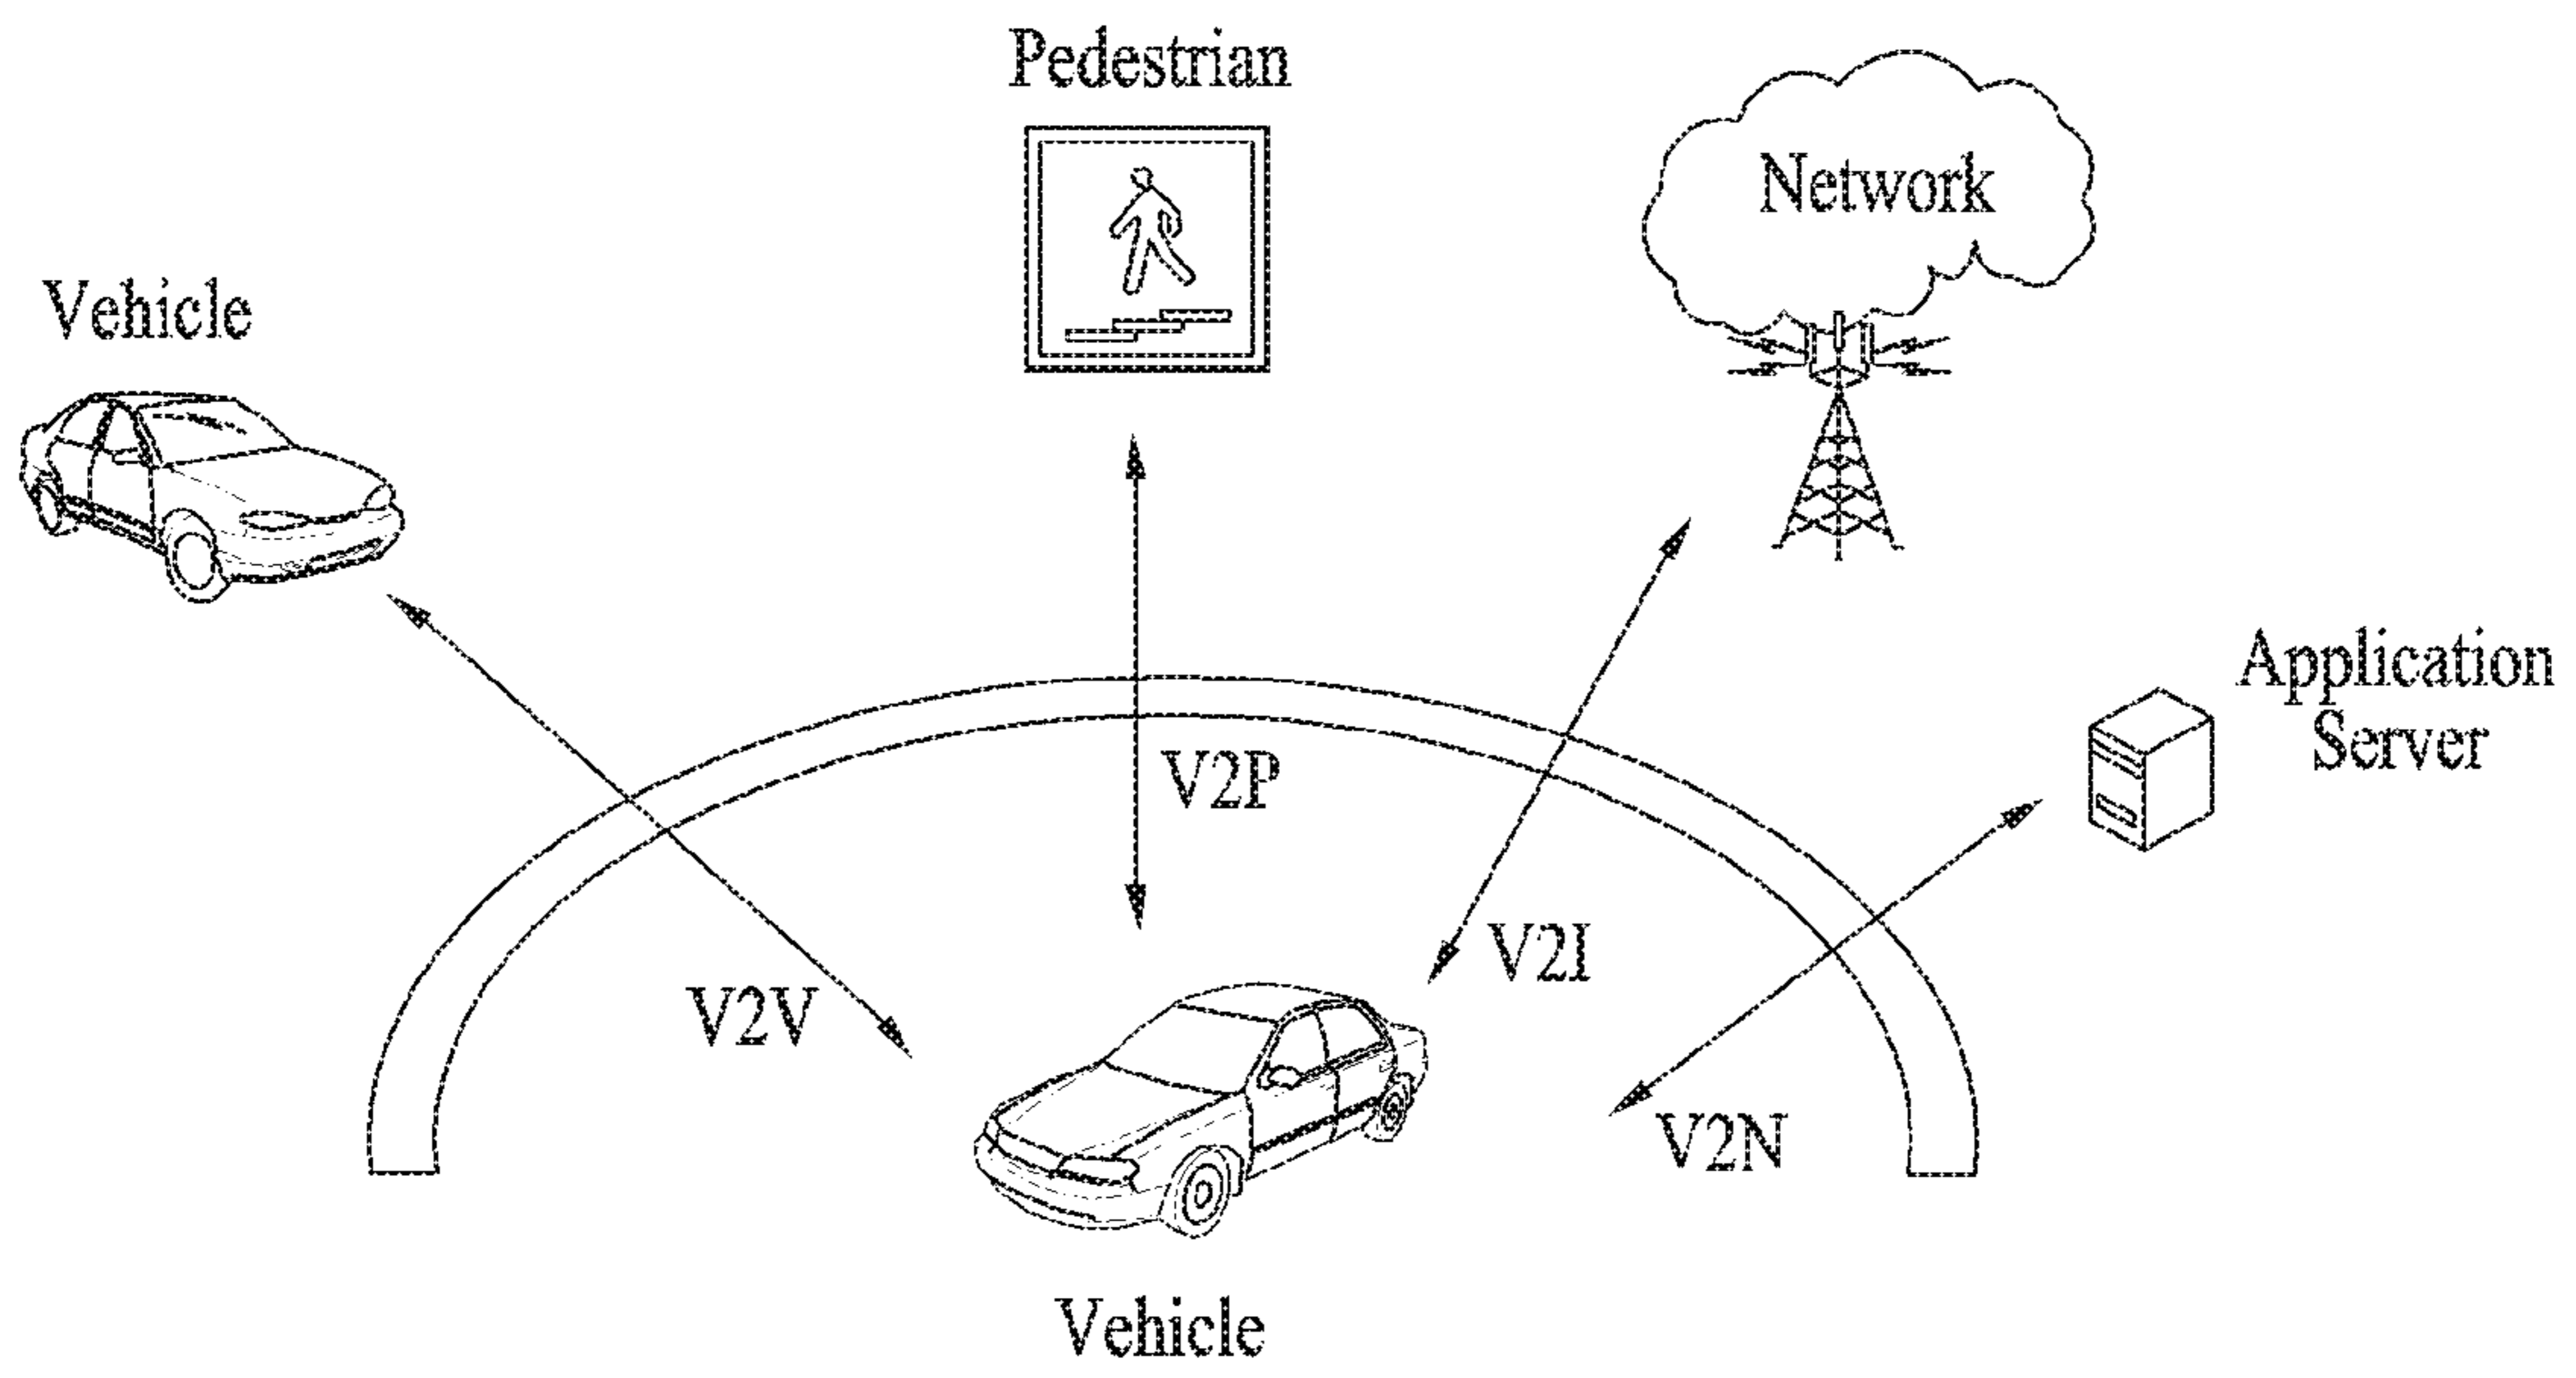 Pedestrian
Network
Vehicle
Application
Server
V2P
V2I
V2V
V2N
Vehicle